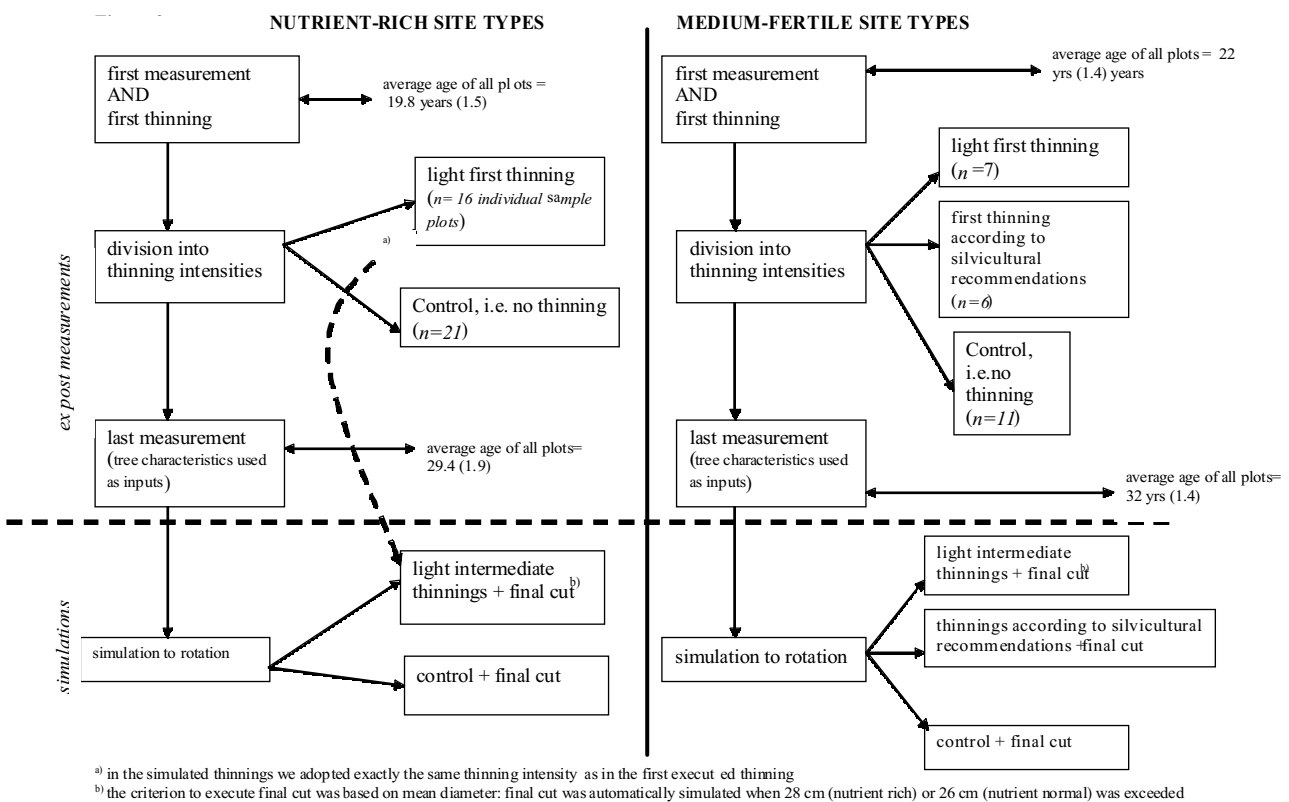 NUTRIENT-RICH SITE TYPES
first measurement
AND
first thinning
average age of all plots =
19.8 years (1.5)
light first thinning
(n= 16 individual sample
plots)
a)
division into
thinning intensities
Control, i.e. no thinning
(n=21)
ex post measurements
last measurement
(tree characteristics used
as inputs)
average age of all plots=
29.4 (1.9)
simulations
simulation to rotation
light intermediate
thinnings + final cut b)
control + final cut
MEDIUM-FERTILE SITE TYPES
first measurement
AND
first thinning
average age of all plots = 22
yrs (1.4) years
light first thinning
(n =7)
division into
thinning intensities
first thinning
according to
silvicultural
recommendations
(n=6)
Control,
i.e.no
thinning
(n=11)
last measurement
(tree characteristics used
as inputs)
average age of all plots=
32 yrs (1.4)
simulation to rotation
light intermediate
thinnings + final cut b)
thinnings according to silvicultural
recommendations +final cut
control + final cut
a) in the simulated thinnings we adopted exactly the same thinning intensity as in the first executed thinning
b) the criterion to execute final cut was based on mean diameter: final cut was automatically simulated when 28 cm (nutrient rich) or 26 cm (nutrient normal) was exceeded